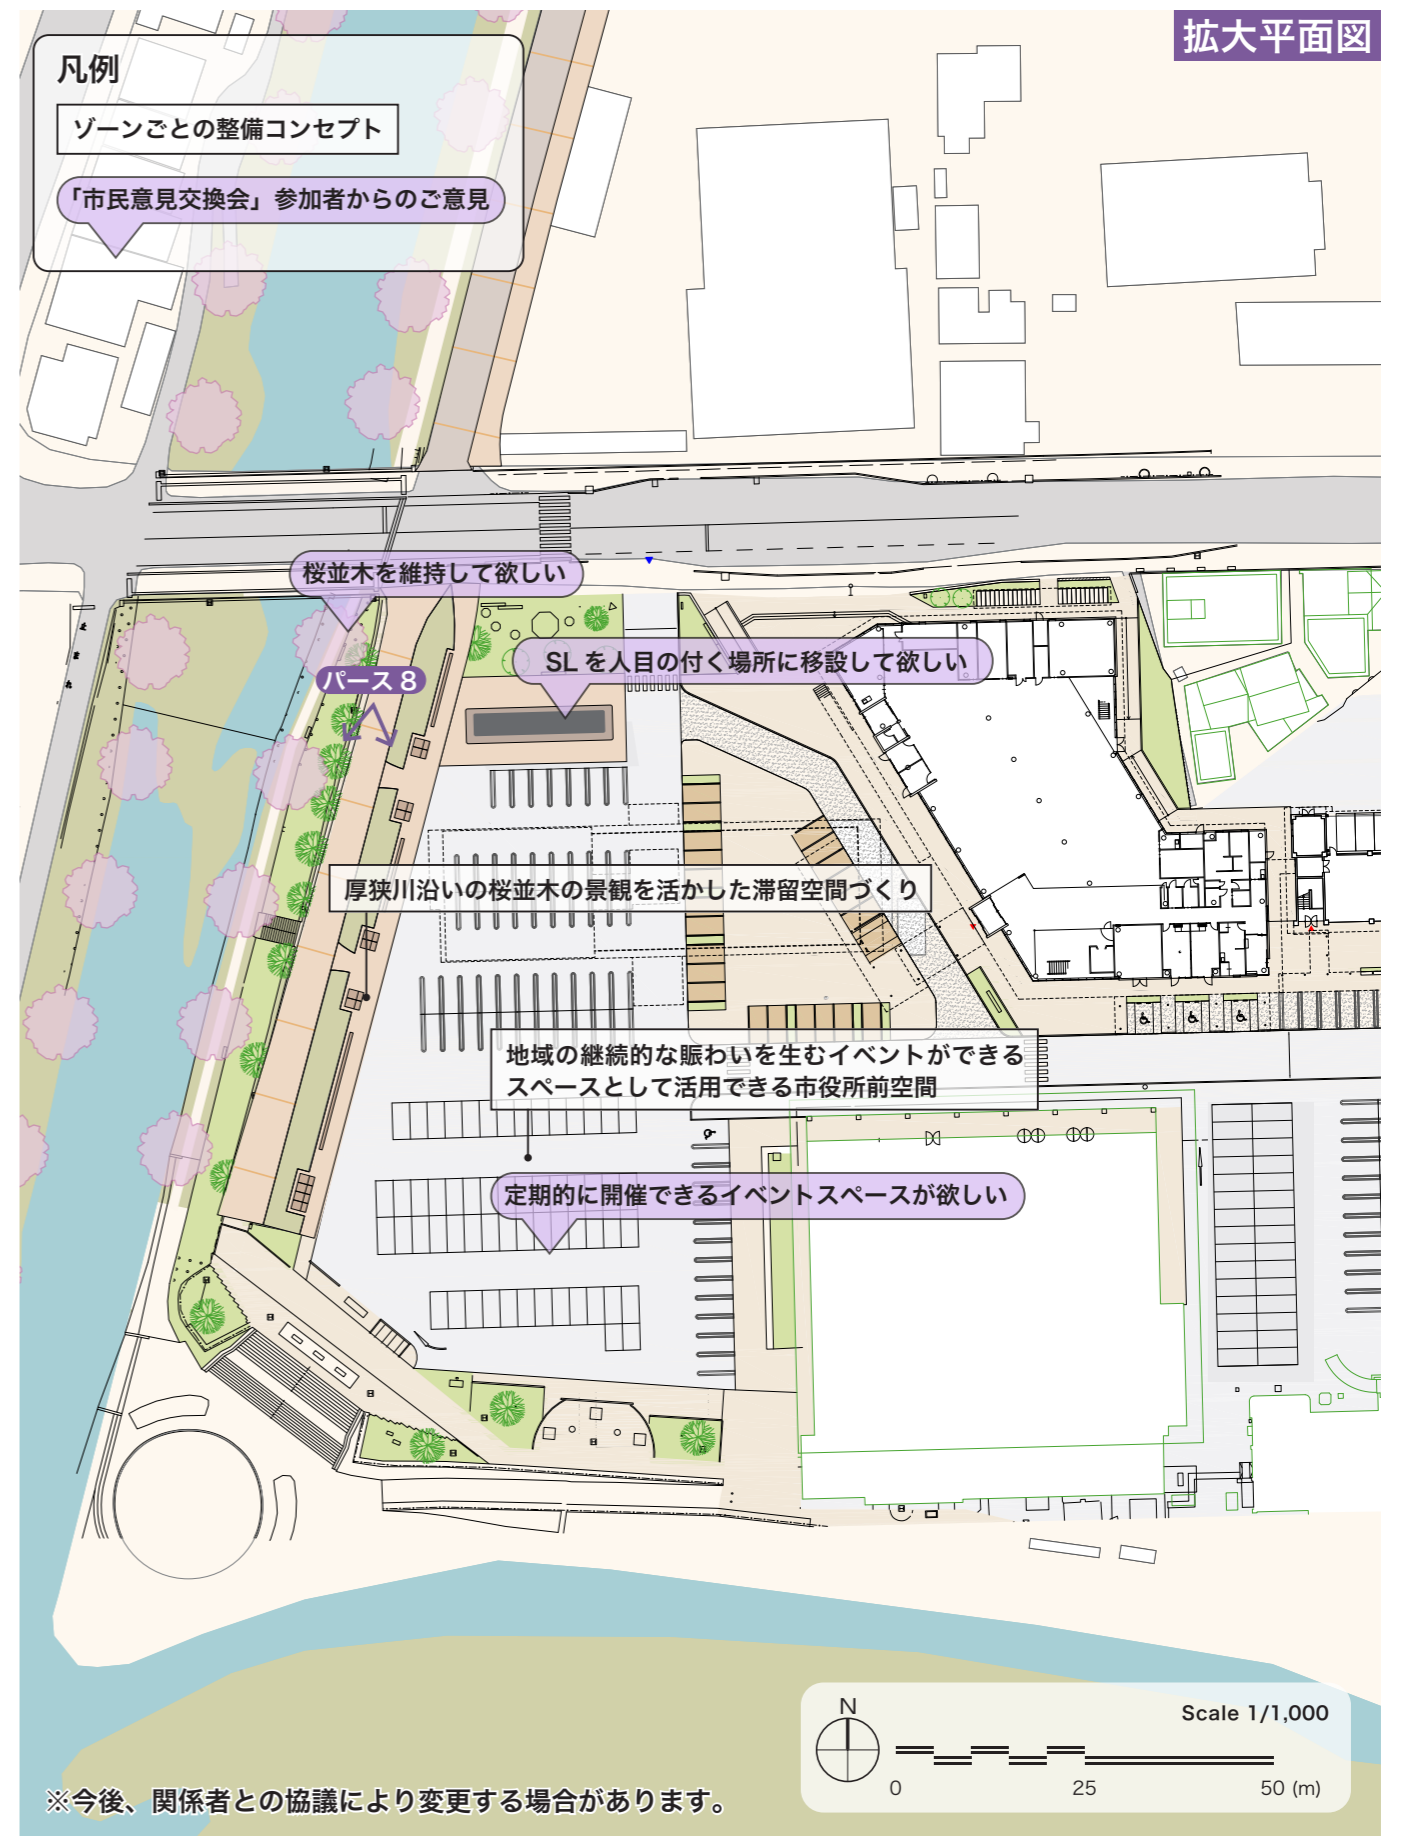 拡大平面図
凡例
ゾーンごとの整備コンセプト
「市民意見交換会」参加者からのご意見
桜並木を維持して欲しい
SLを人目の付く場所に移設して欲しい
パース8
厚狭川沿いの桜並木の景観を活かした滞留空間づくり
地域の継続的な賑わいを生むイベントができる
スペースとして活用できる市役所前空間
定期的に開催できるイベントスペースが欲しい
N
Scale 1/1,000
0 25 50 (m)
※今後、関係者との協議により変更する場合があります。